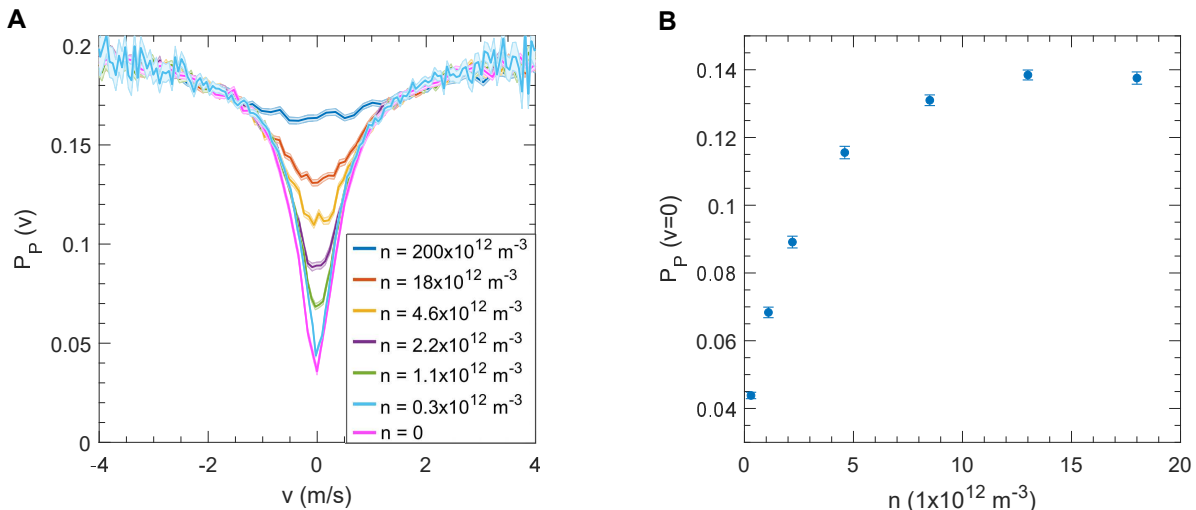 A
0.2
0.15
0.1
0.05
0
P_P (v)
-4
-2
0
2
4
v (m/s)
n = 200x10^12 m^-3
n = 18x10^12 m^-3
n = 4.6x10^12 m^-3
n = 2.2x10^12 m^-3
n = 1.1x10^12 m^-3
n = 0.3x10^12 m^-3
n = 0
B
0.14
0.12
0.1
0.08
0.06
0.04
P_P (v=0)
0
5
10
15
20
n (1x10^12 m^-3)